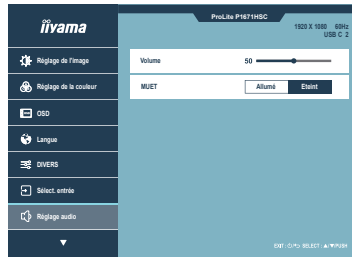 iiyama
ProLite P1671HSC
1920 X 1080 60Hz
USB C 2
Réglage de l'image
Réglage de la couleur
OSD
Langue
DIVERS
Sélect. entrée
Réglage audio
Volume 50
MUET Allumé Eteint